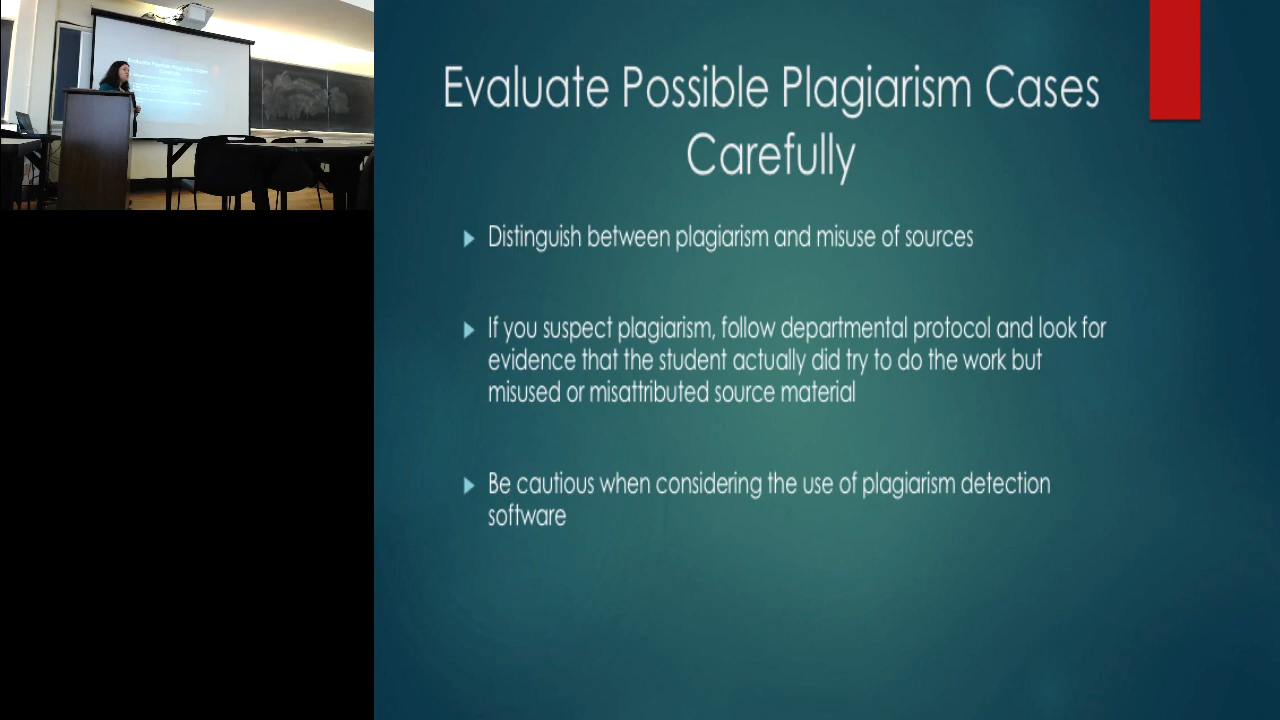 Evaluate Possible Plagiarism Cases
Carefully
Distinguish between plagiarism and misuse of sources
If you suspect plagiarism, follow departmental protocol and look for
evidence that the student actually did try to do the work but
misused or misattributed source material
Be cautious when considering the use of plagiarism detection
software